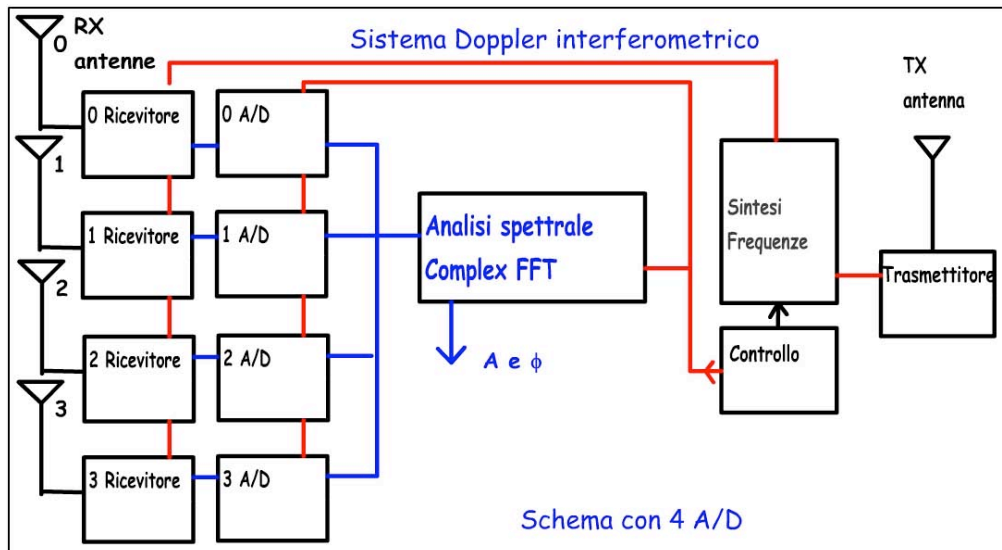 RX
antenne
0
Sistema Doppler interferometrico
TX
antenna
0 Ricevitore
0 A/D
1
1 Ricevitore
1 A/D
Analisi spettrale
Complex FFT
Sintesi
Frequenze
Trasmettitore
2
2 Ricevitore
2 A/D
A e ϕ
Controllo
3
3 Ricevitore
3 A/D
Schema con 4 A/D